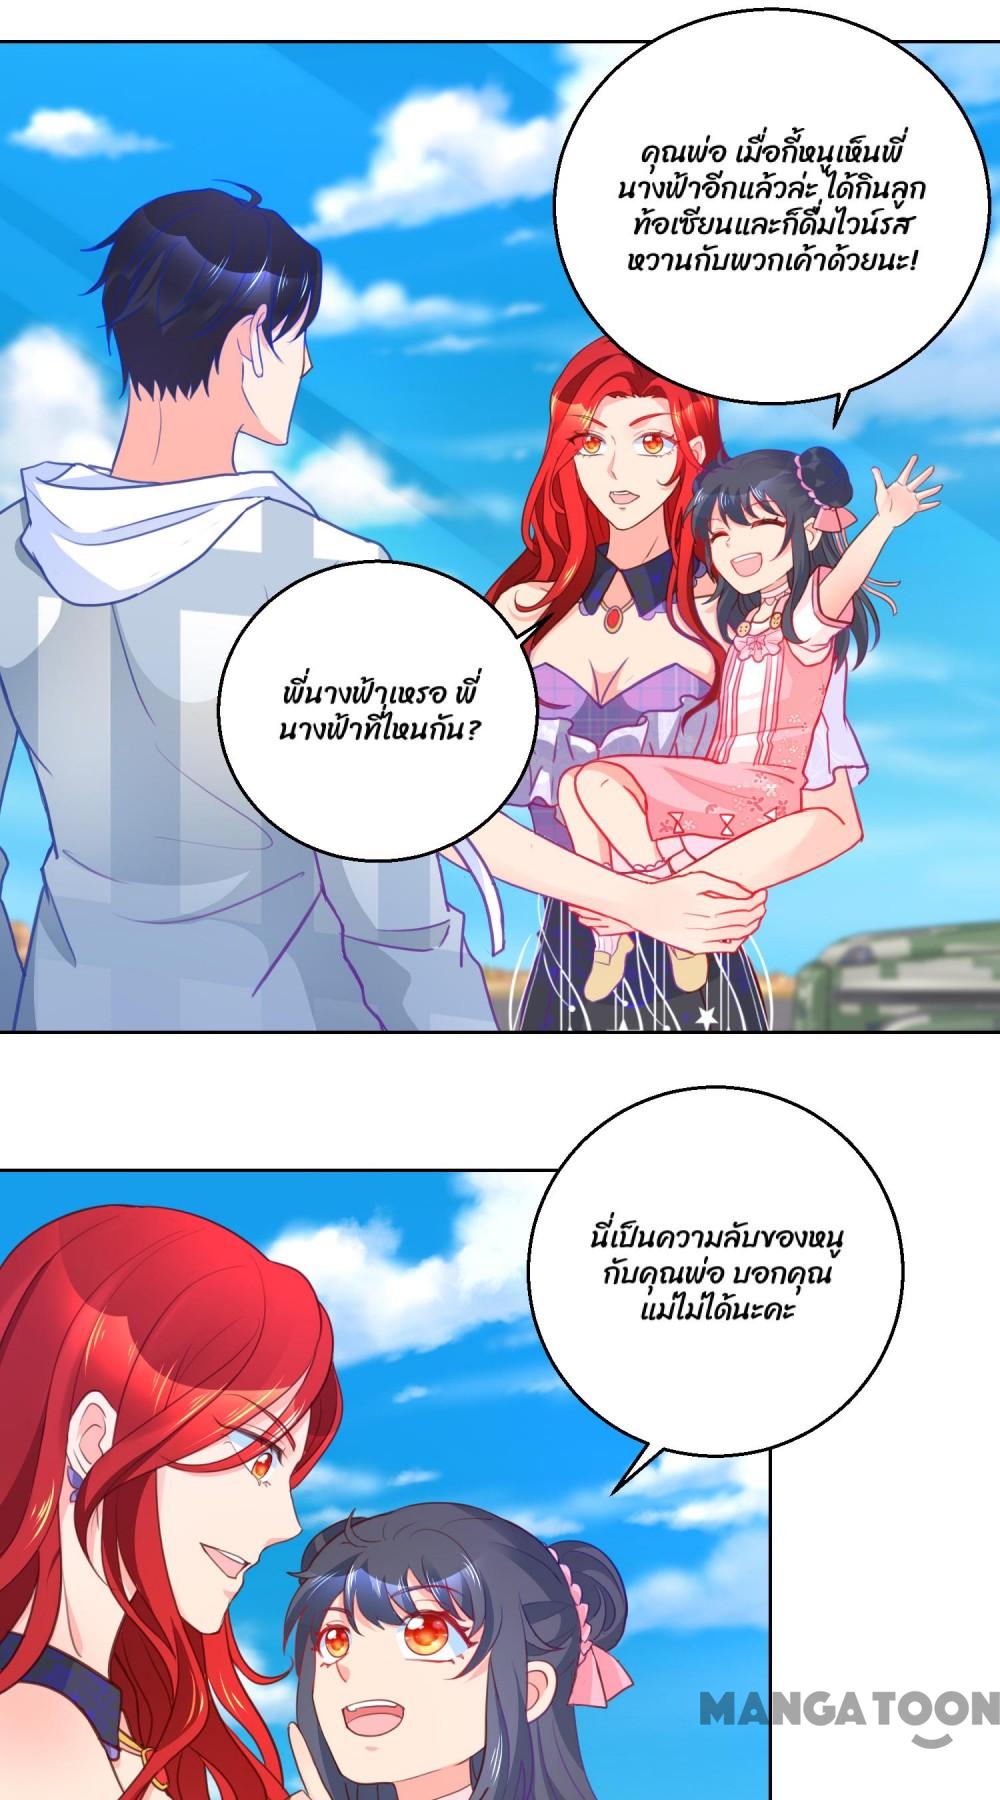 คุณพ่อ เมื่อกี้หนูเห็นพี่
นางฟ้าอีกแล้วล่ะ ได้กินลูก
ท้อเซียนและก็ดื่มไวน์รส
หวานกับพวกเค้าด้วยนะ!
พี่นางฟ้าเหรอ พี่
นางฟ้าที่ไหนกัน?
นี่เป็นความลับของหนู
กับคุณพ่อ บอกคุณ
แม่ไม่ได้นะคะ
MANGATOON